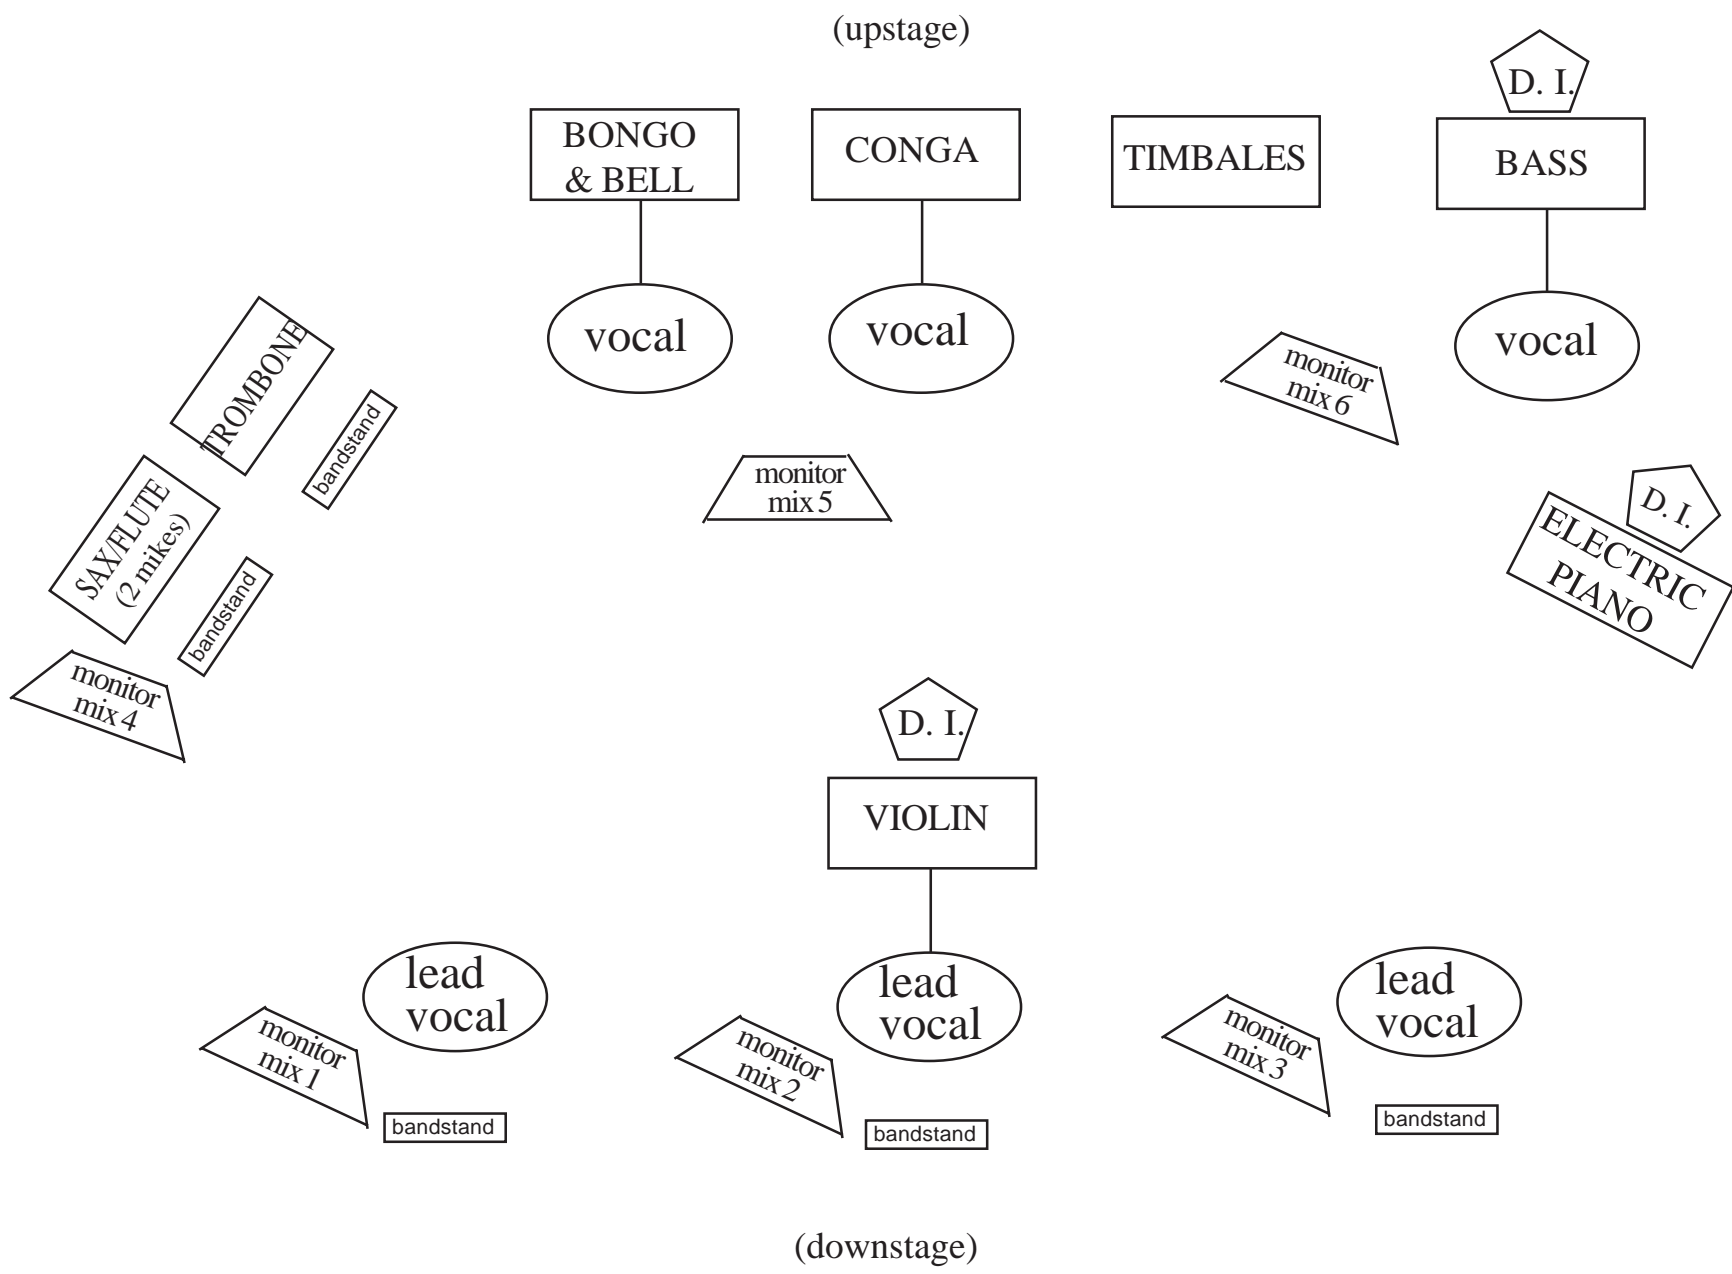 (upstage)
D. I.
BONGO
& BELL
CONGA
TIMBALES
BASS
vocal
vocal
vocal
TROMBONE
bandstand
monitor
mix 6
monitor
mix 5
SAX/FLUTE
(2 mikes)
bandstand
D. I.
ELECTRIC
PIANO
monitor
mix 4
D. I.
VIOLIN
lead
vocal
lead
vocal
lead
vocal
monitor
mix 1
monitor
mix 2
monitor
mix 3
bandstand
bandstand
bandstand
(downstage)